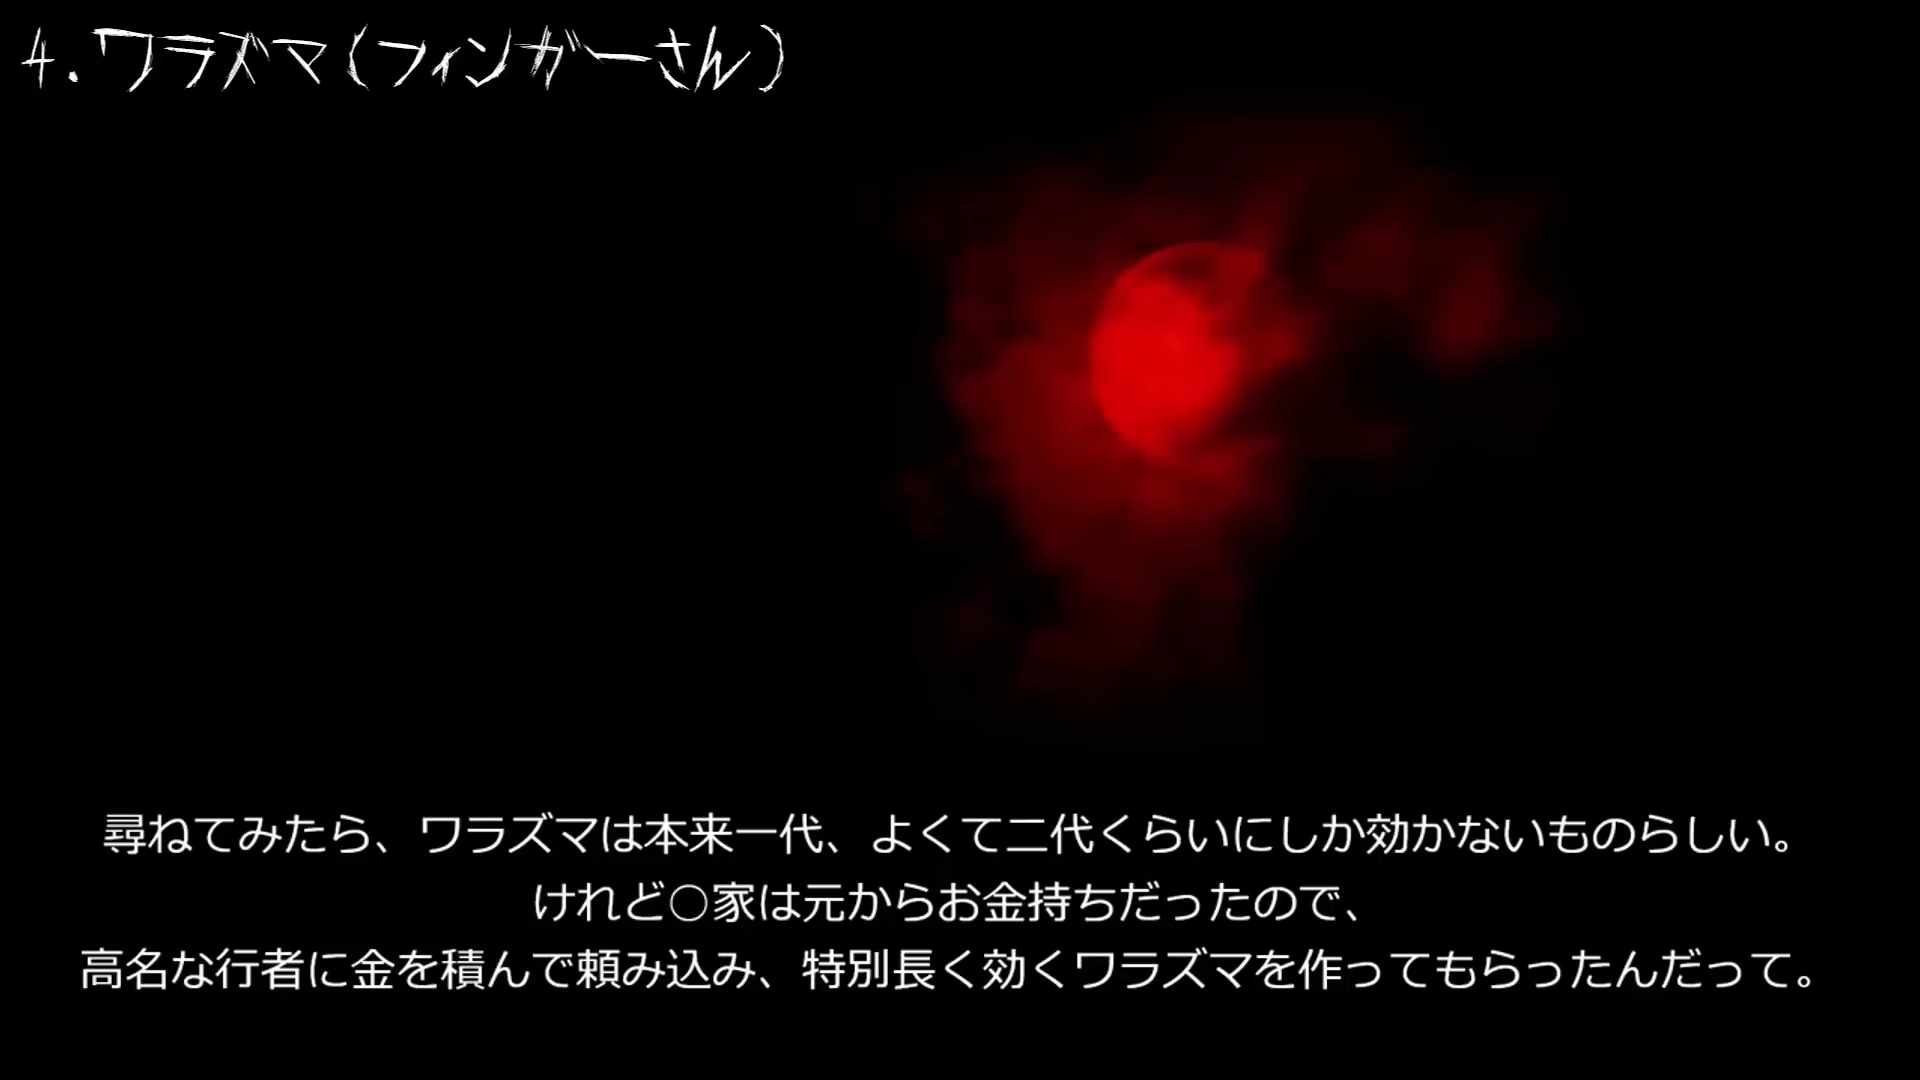 4.ワラズマ(フィンガーさん)
尋ねてみたら、ワラズマは本来一代、よくて二代くらいにしか効かないものらしい。
けれど○家は元からお金持ちだったので、
高名な行者に金を積んで頼み込み、特別長く効くワラズマを作ってもらったんだって。